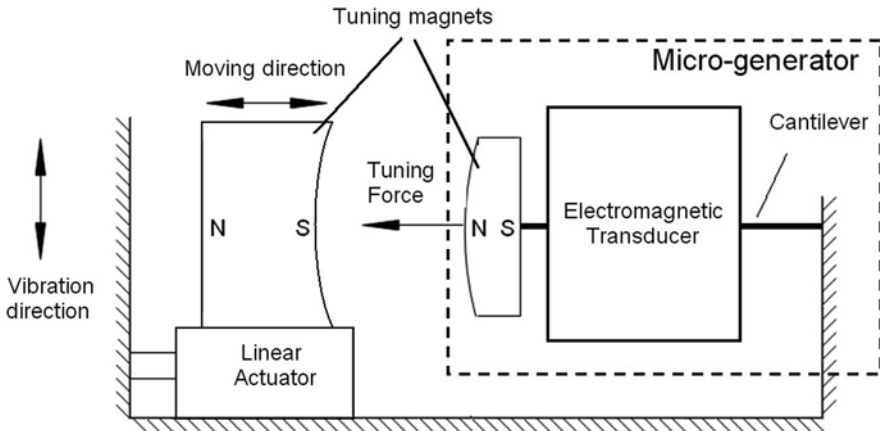 Tuning magnets
Micro-generator
Moving direction
Cantilever
Tuning
Force
N
S
N
S
Electromagnetic
Transducer
Vibration
direction
Linear
Actuator